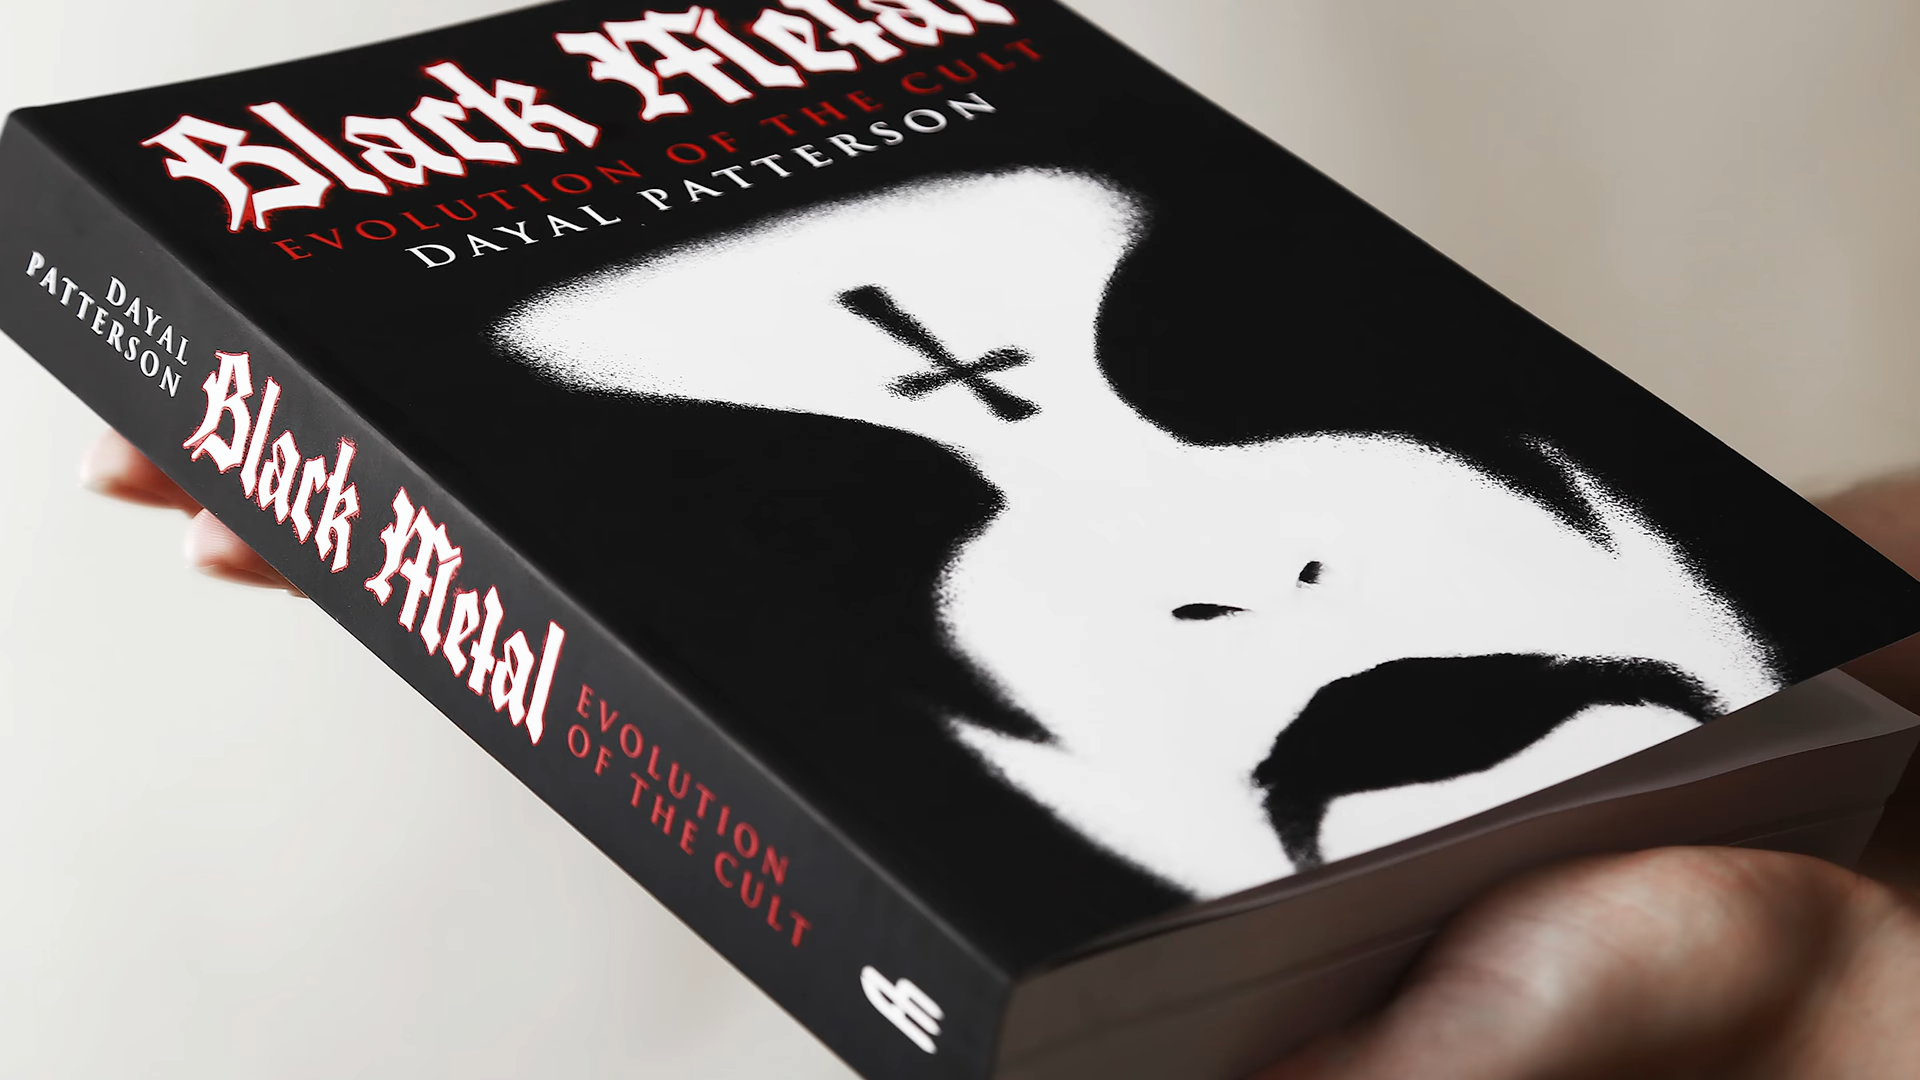 Black Metal
EVOLUTION OF THE CULT
DAYAL PATTERSON
DAYAL
PATTERSON
Black Metal
EVOLUTION
OF THE CULT